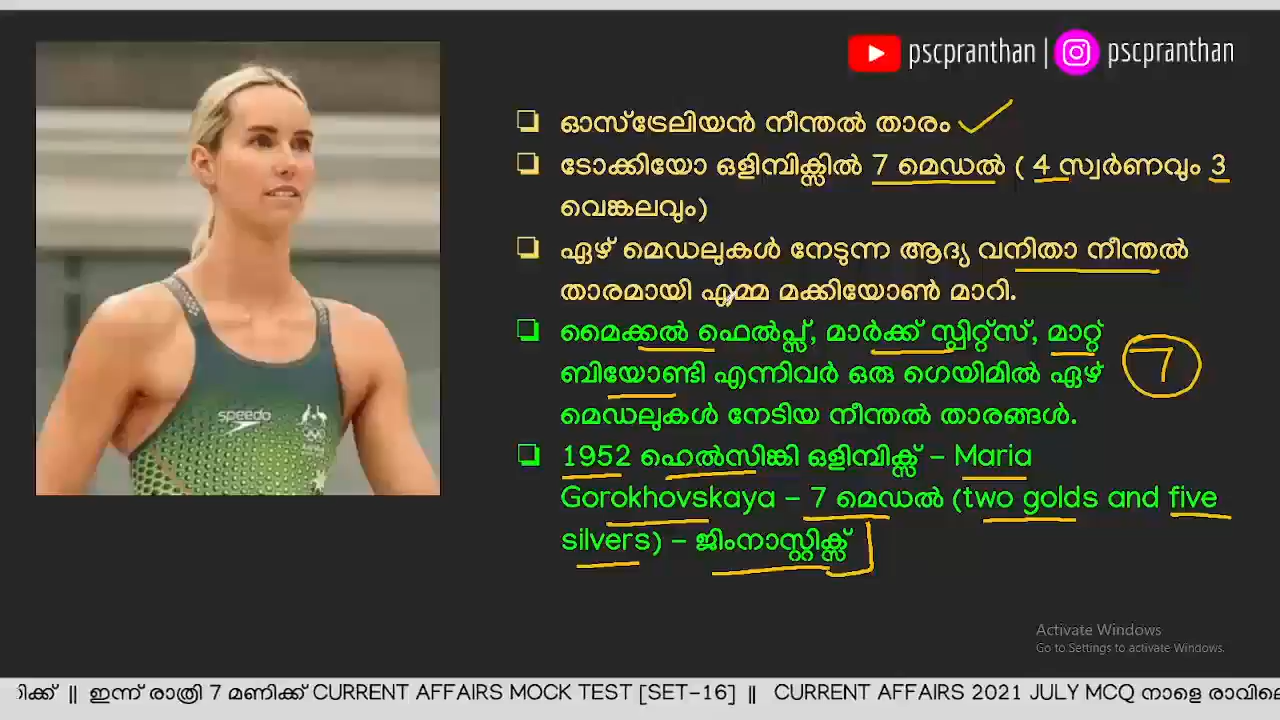 pscpranthan | pscpranthan
ഓസ്ട്രേലിയൻ നീന്തൽ താരം
ടോക്കിയോ ഒളിമ്പിക്സിൽ 7 മെഡൽ ( 4 സ്വർണവും 3
വെങ്കലവും)
ഏഴ് മെഡലുകൾ നേടുന്ന ആദ്യ വനിതാ നീന്തൽ
താരമായി എമ്മ മക്കിയോൺ മാറി.
മൈക്കൽ ഫെൽപ്സ്, മാർക്ക് സ്പിറ്റ്സ്, മാറ്റ്
ബിയോണ്ടി എന്നിവർ ഒരു ഗെയിമിൽ ഏഴ്
7
മെഡലുകൾ നേടിയ നീന്തൽ താരങ്ങൾ.
1952 ഹെൽസിങ്കി ഒളിമ്പിക്സ് – Maria
Gorokhovskaya – 7 മെഡൽ (two golds and five
silvers) – ജിംനാസ്റ്റിക്സ്
speedo
Activate Windows
Go to Settings to activate Windows.
ിക്ക് || ഇന്ന് രാത്രി 7 മണിക്ക് CURRENT AFFAIRS MOCK TEST [SET-16] || CURRENT AFFAIRS 2021 JULY MCQ നാളെ രാവിലെ